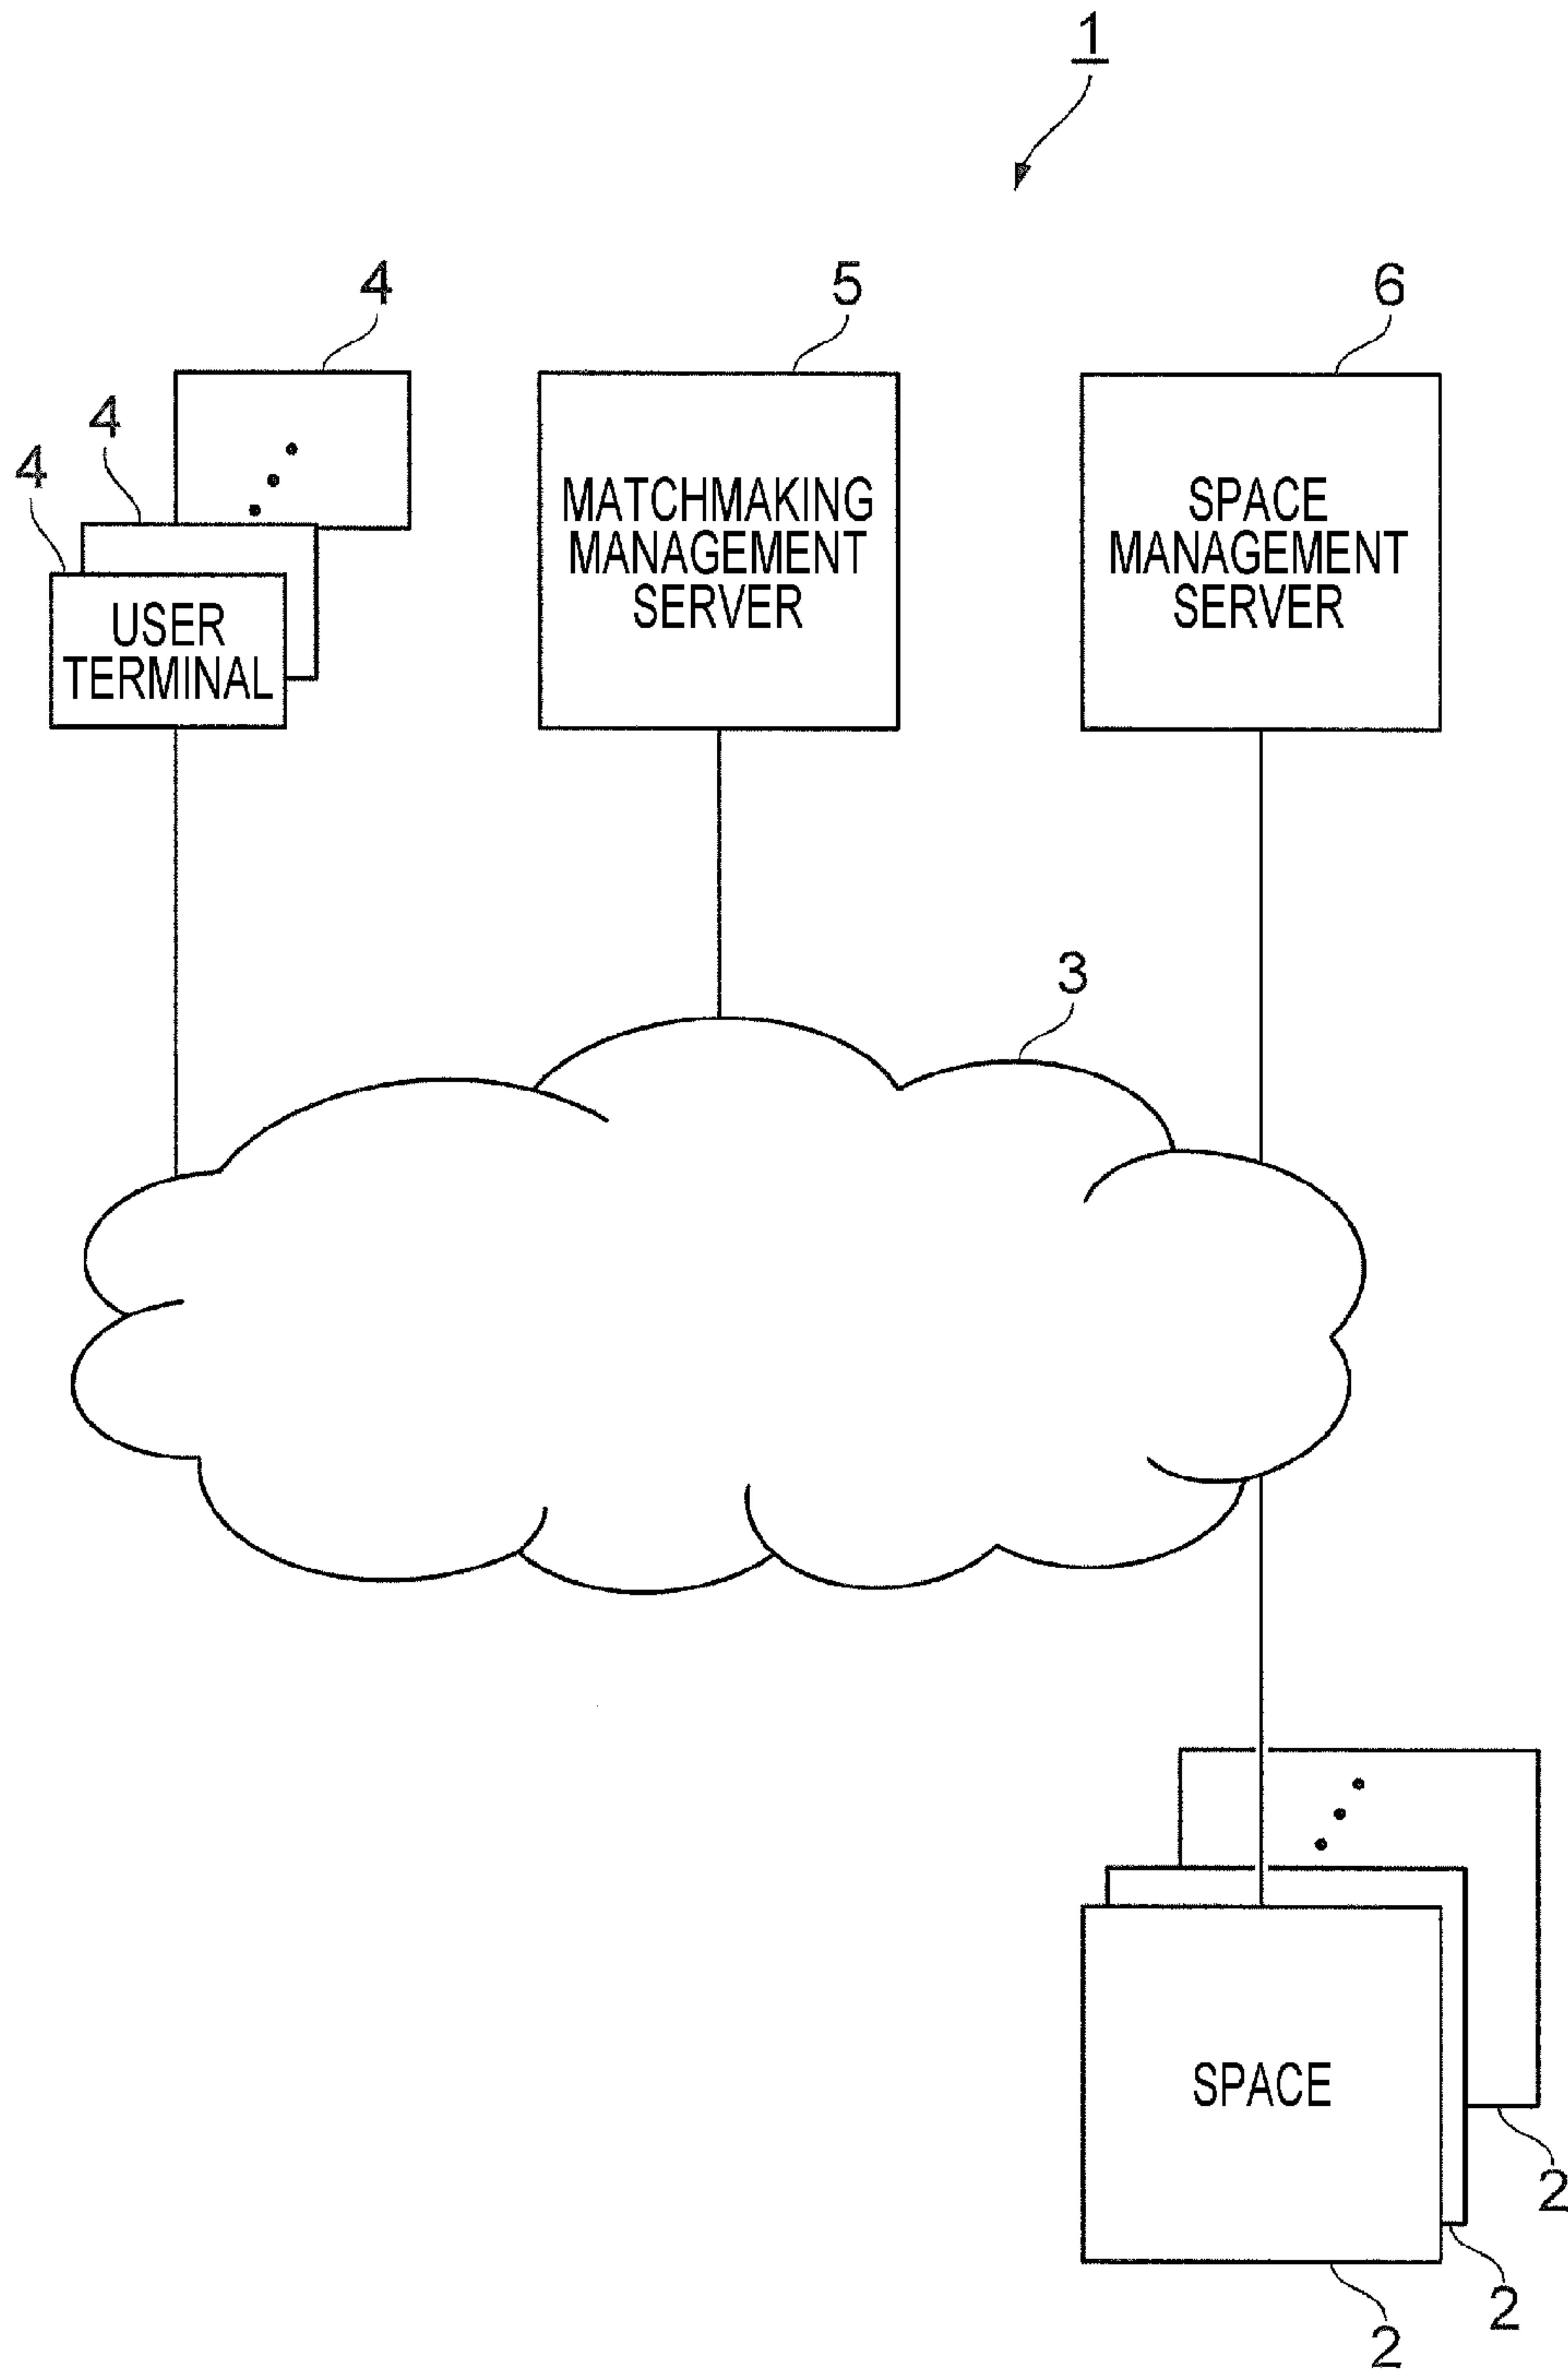 1
4
5
6
4
4
MATCHMAKING
MANAGEMENT
SERVER
SPACE
MANAGEMENT
SERVER
USER
TERMINAL
3
SPACE
2
2
2